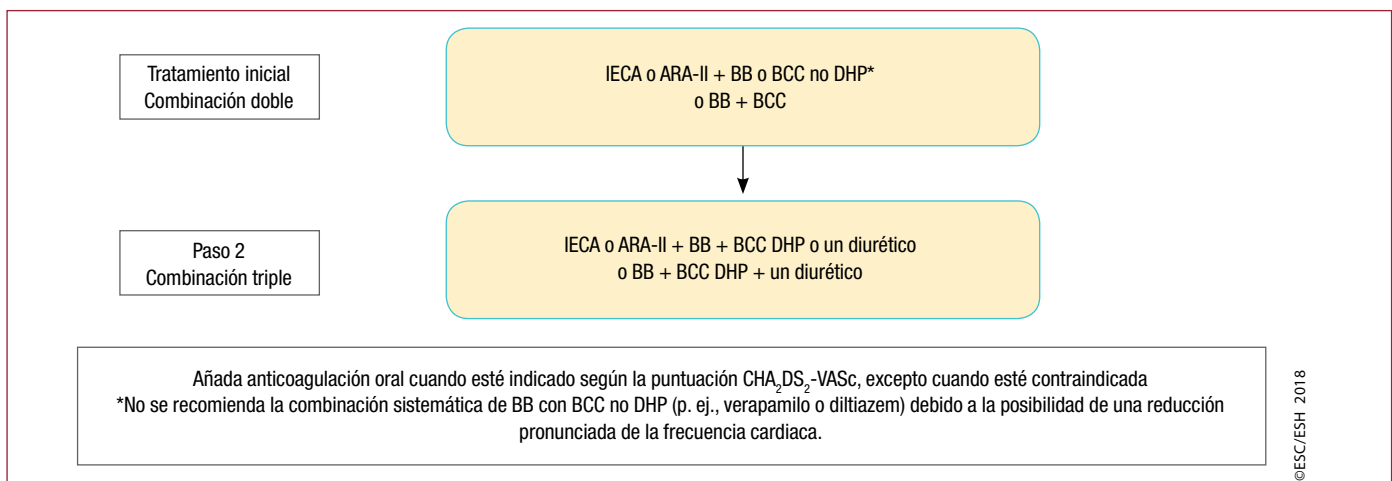 Tratamiento inicial
Combinación doble
IECA o ARA-II + BB o BCC no DHP*
o BB + BCC
Paso 2
Combinación triple
IECA o ARA-II + BB + BCC DHP o un diurético
o BB + BCC DHP + un diurético
Añada anticoagulación oral cuando esté indicado según la puntuación CHA₂DS₂-VASc, excepto cuando esté contraindicada
*No se recomienda la combinación sistemática de BB con BCC no DHP (p. ej., verapamilo o diltiazem) debido a la posibilidad de una reducción
pronunciada de la frecuencia cardiaca.
©ESC/ESH 2018